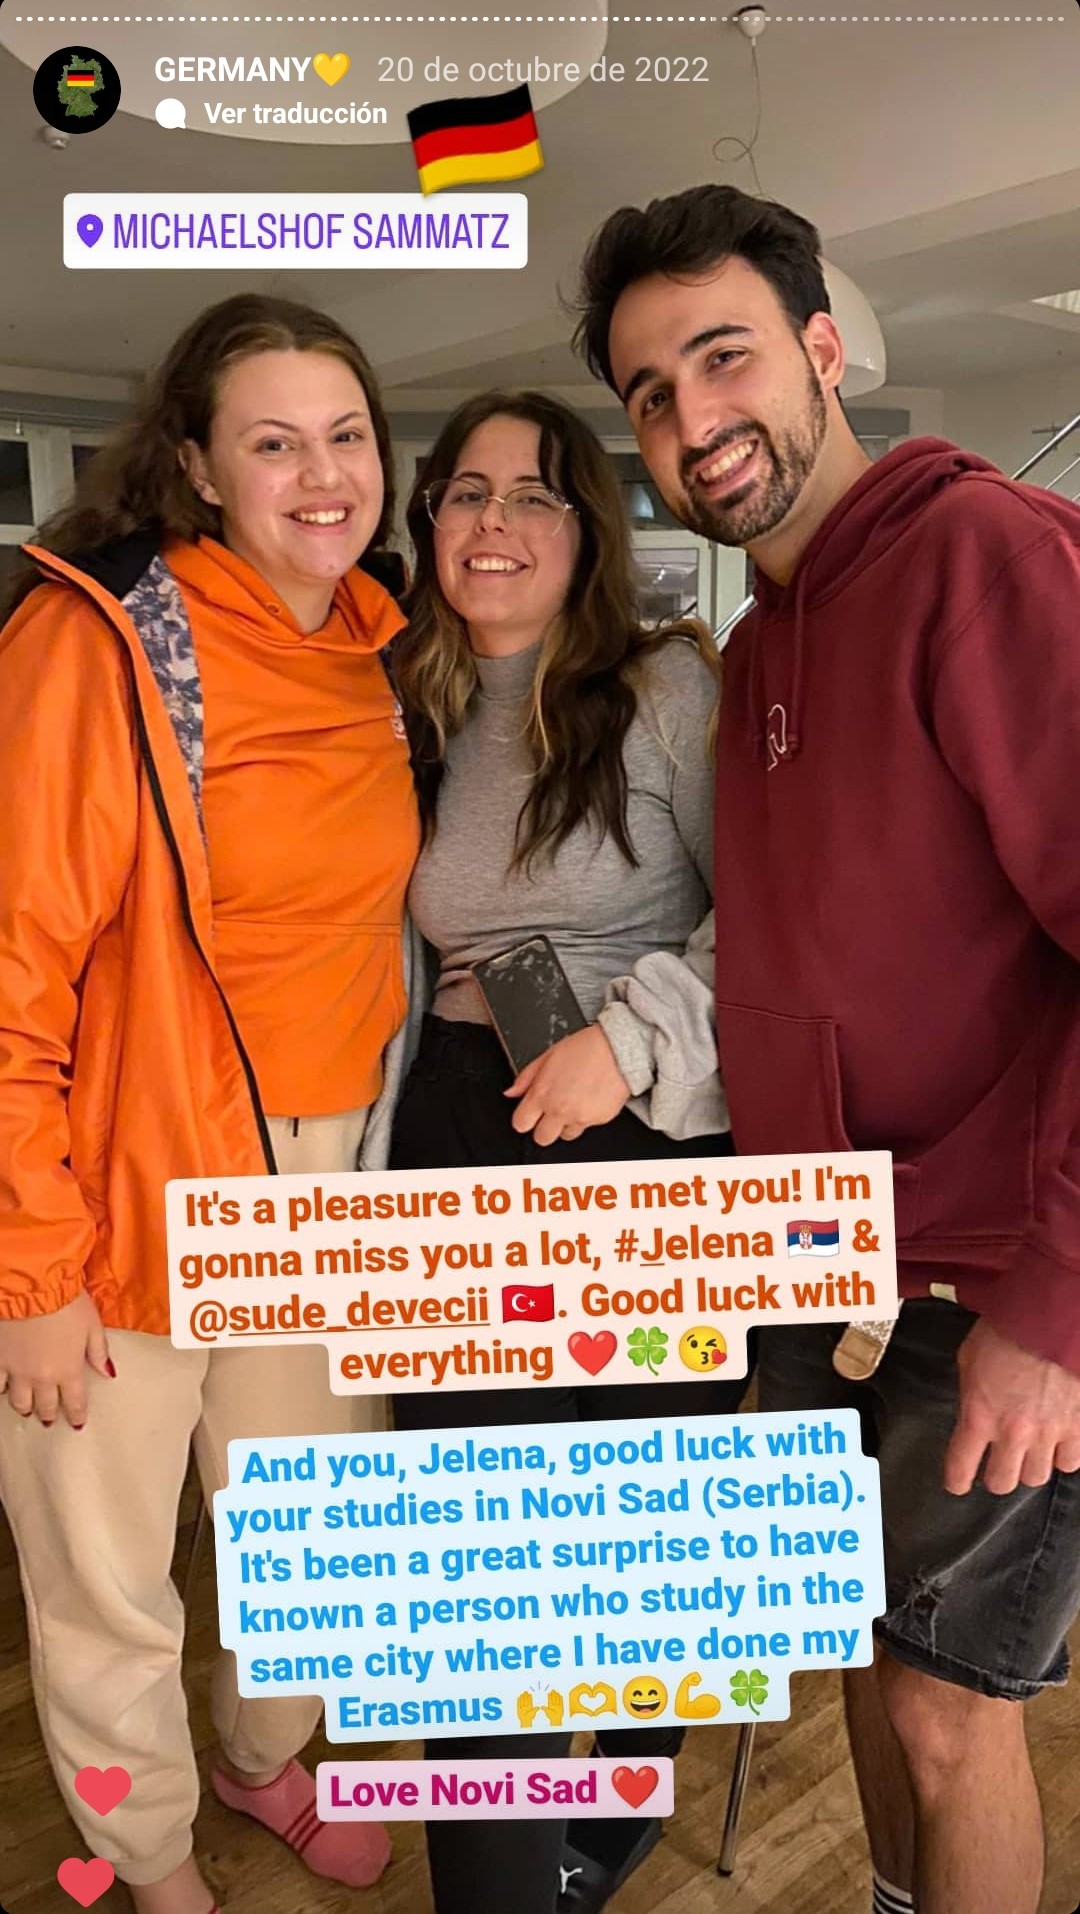 GERMANY💛 20 de octubre de 2022
Ver traducción
MICHAELSHOF SAMMATZ
It's a pleasure to have met you! I'm
gonna miss you a lot, #Jelena 🇷🇸 &
@sude_devecii 🇹🇷. Good luck with
everything ❤️🍀😘
And you, Jelena, good luck with
your studies in Novi Sad (Serbia).
It's been a great surprise to have
known a person who study in the
same city where I have done my
Erasmus 🙌🫶😄💪🍀
Love Novi Sad ❤️